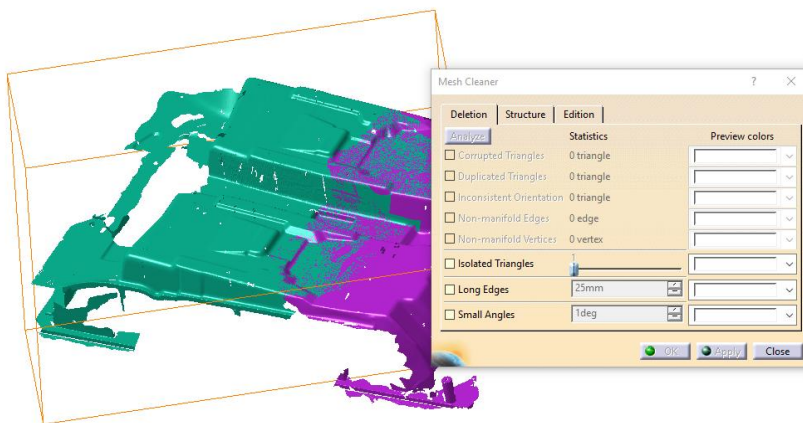 Mesh Cleaner ? ×
Deletion Structure Edition
Analyze Statistics Preview colors
Corrupted Triangles 0 triangle
Duplicated Triangles 0 triangle
Inconsistent Orientation 0 triangle
Non-manifold Edges 0 edge
Non-manifold Vertices 0 vertex
Isolated Triangles 1
Long Edges 25mm
Small Angles 1deg
OK Apply Close